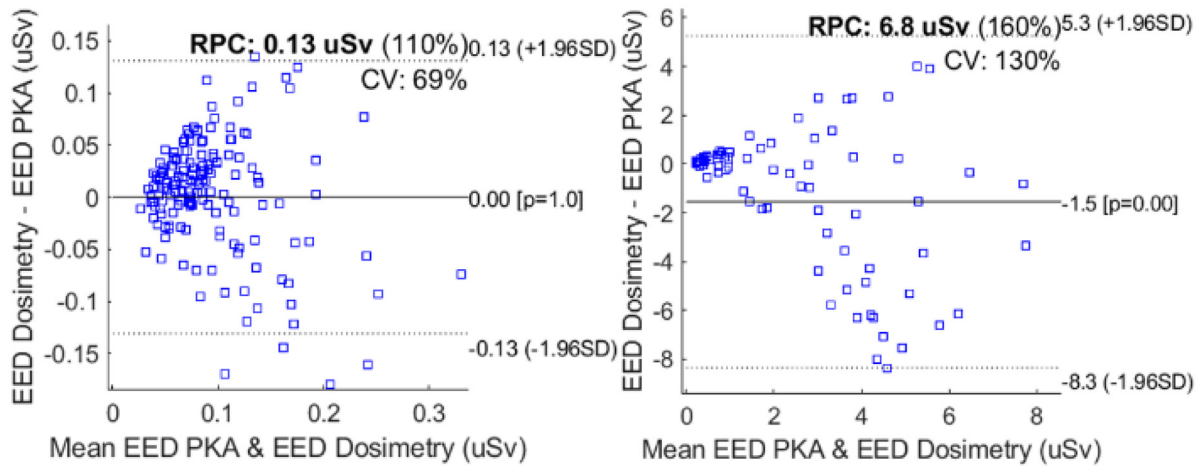 RPC: 0.13 uSv (110%)
0.13 (+1.96SD)
CV: 69%
0.00 [p=1.0]
-0.13 (-1.96SD)
0.15
0.1
0.05
0
-0.05
-0.1
-0.15
EED Dosimetry - EED PKA (uSv)
0 0.1 0.2 0.3
Mean EED PKA & EED Dosimetry (uSv)
RPC: 6.8 uSv (160%)
5.3 (+1.96SD)
CV: 130%
-1.5 [p=0.00]
-8.3 (-1.96SD)
6
4
2
0
-2
-4
-6
-8
EED Dosimetry - EED PKA (uSv)
0 2 4 6 8
Mean EED PKA & EED Dosimetry (uSv)